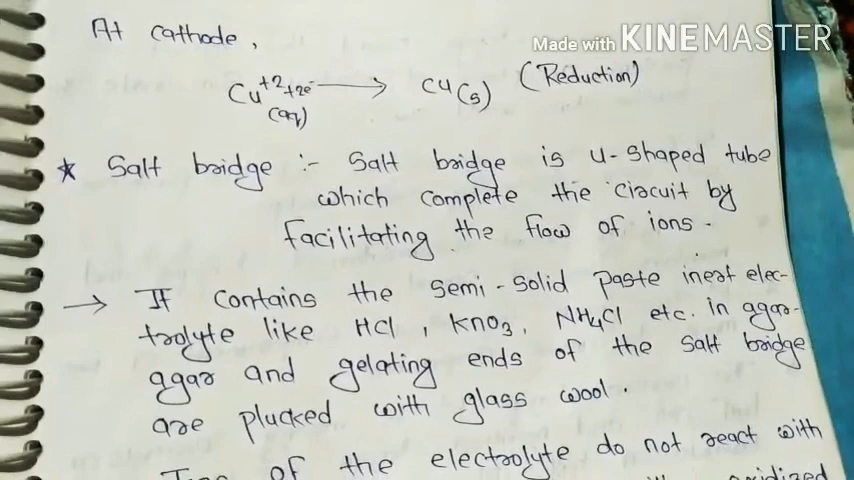 At cathode,
Made with KINEMASTER
Cu+2(aq) +2e- → Cu(s) (Reduction)
* Salt bridge :- Salt bridge is U-shaped tube
which complete the circuit by
facilitating the flow of ions.
→ It contains the semi-solid paste inert elec-
trolyte like HCl, KNO3, NH4Cl etc. in agar-
agar and gelating ends of the salt bridge
are plucked with glass wool.
of the electrolyte do not react with
oxidized